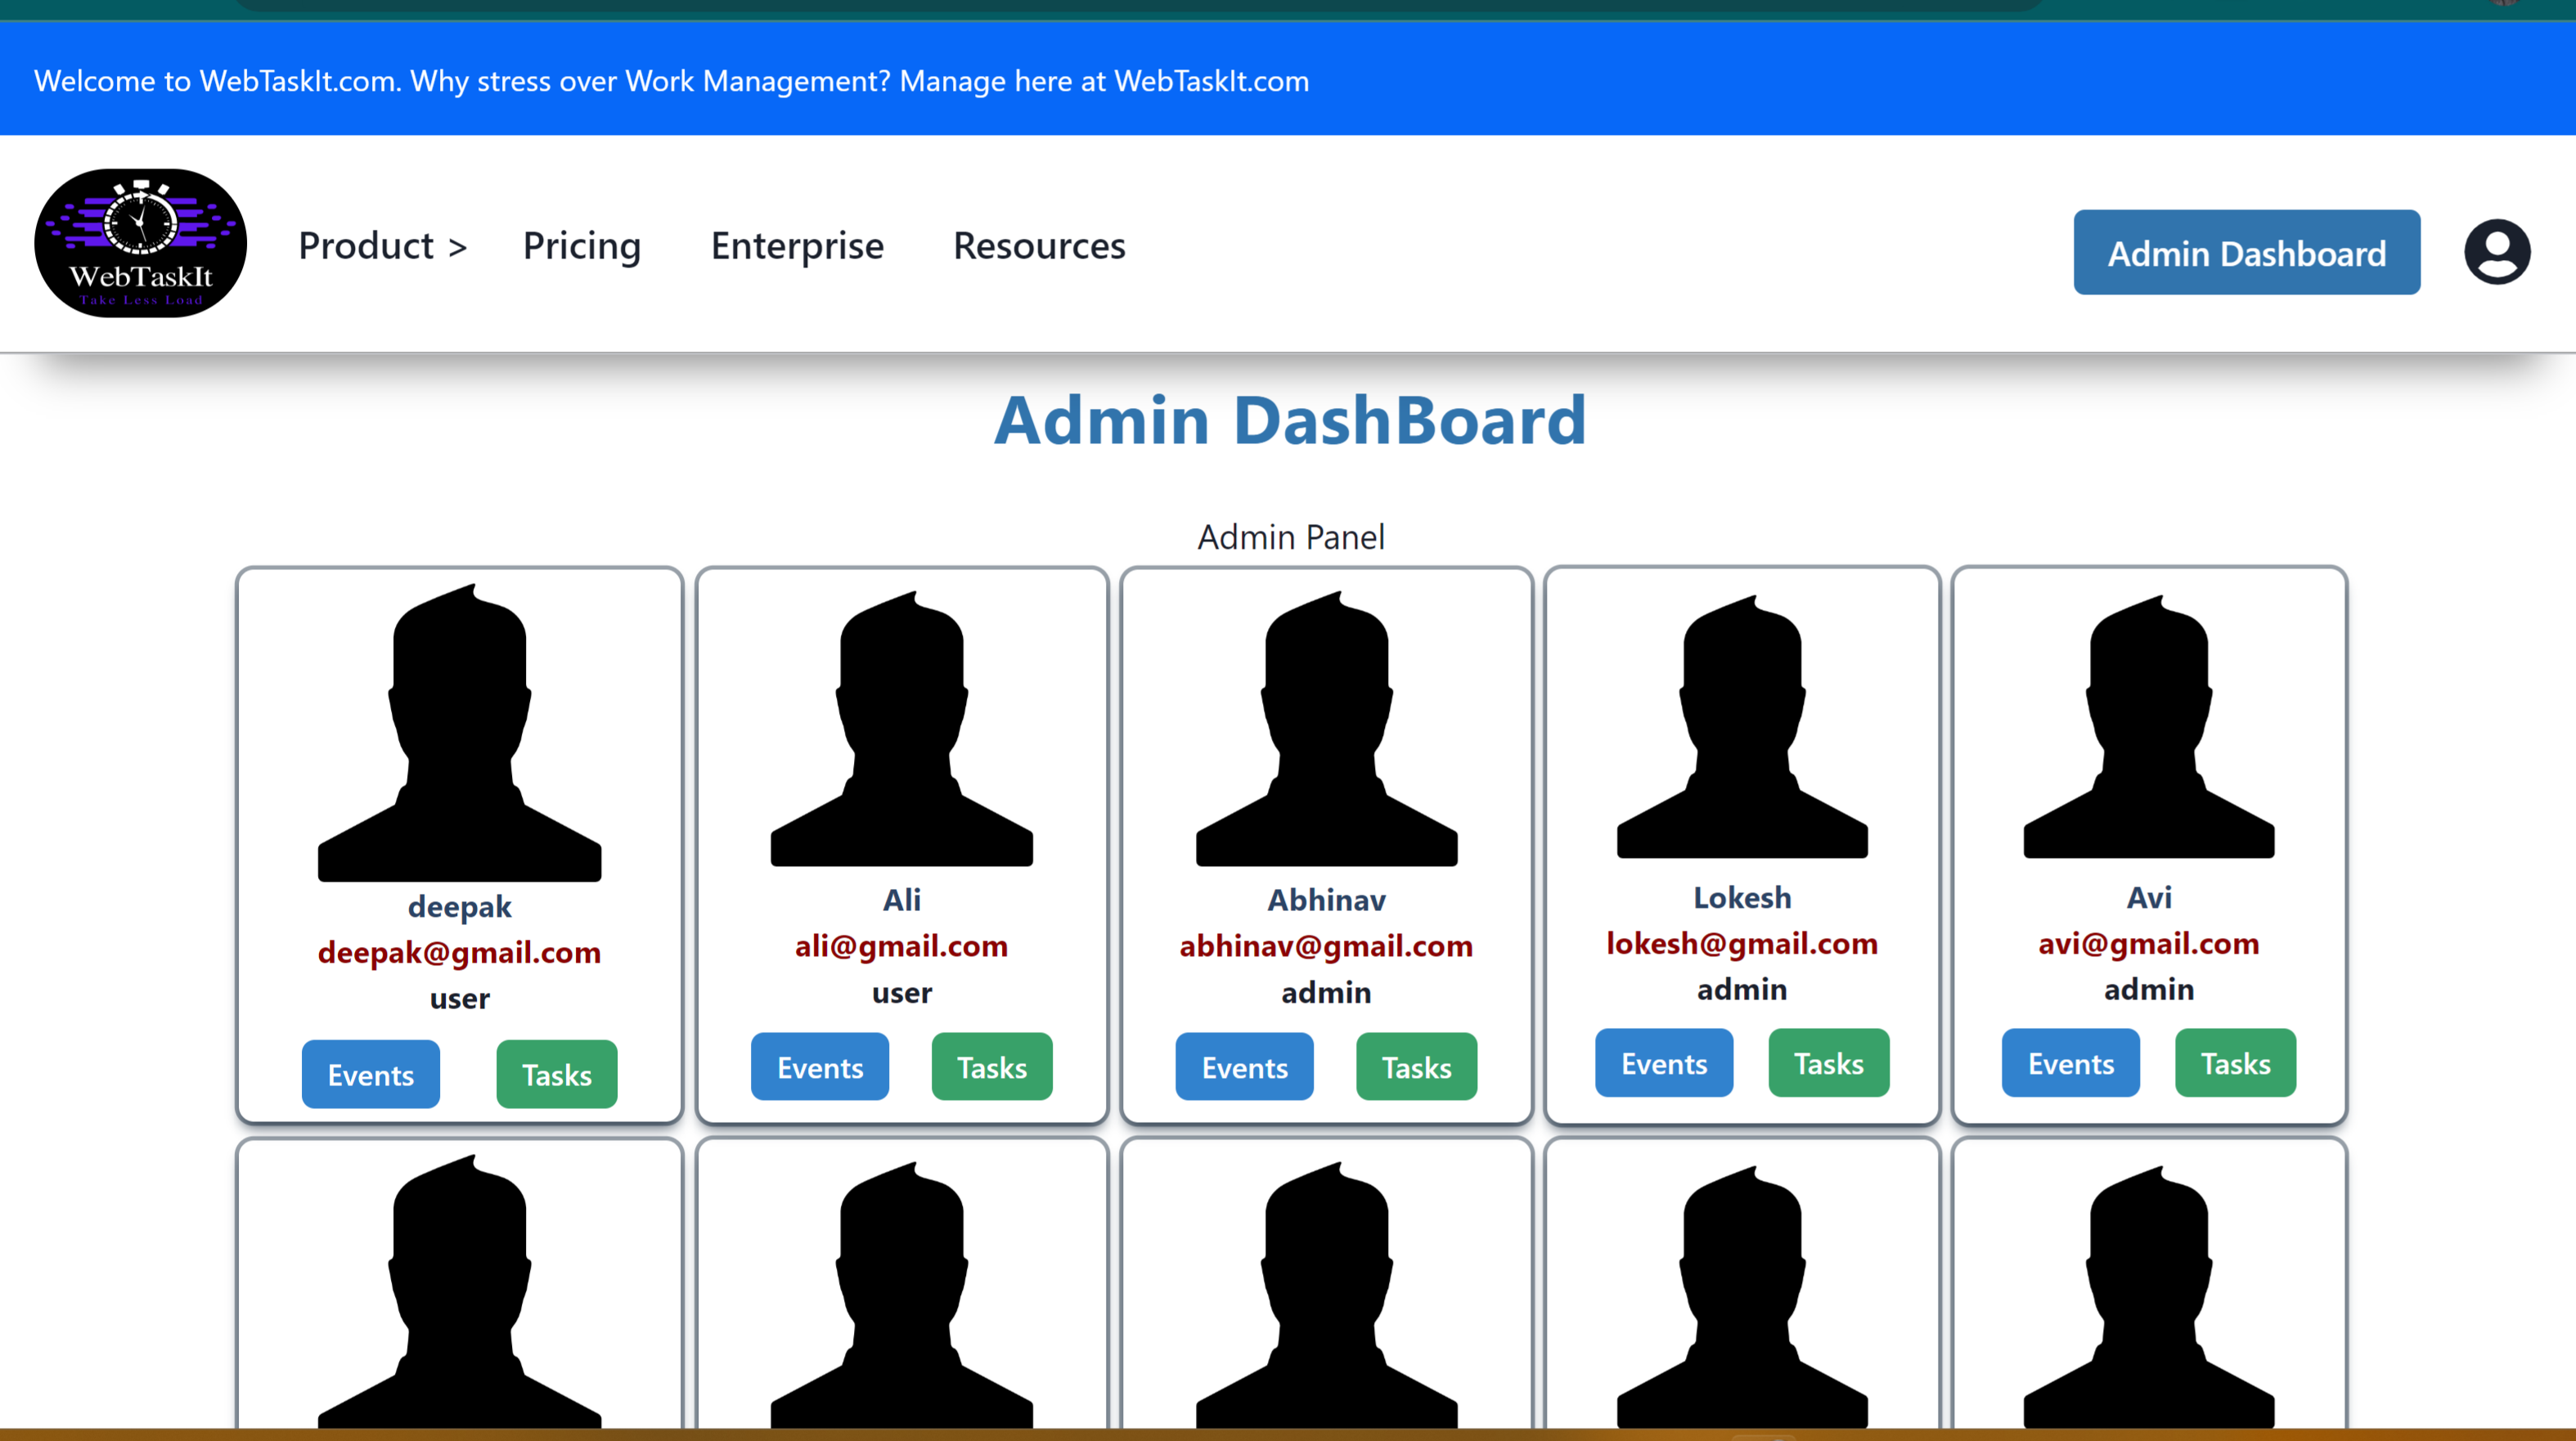 Welcome to WebTaskIt.com. Why stress over Work Management? Manage here at WebTaskIt.com
WebTaskIt
Take Less Load
Product >
Pricing
Enterprise
Resources
Admin Dashboard
Admin DashBoard
Admin Panel
deepak
deepak@gmail.com
user
Events
Tasks
Ali
ali@gmail.com
user
Events
Tasks
Abhinav
abhinav@gmail.com
admin
Events
Tasks
Lokesh
lokesh@gmail.com
admin
Events
Tasks
Avi
avi@gmail.com
admin
Events
Tasks